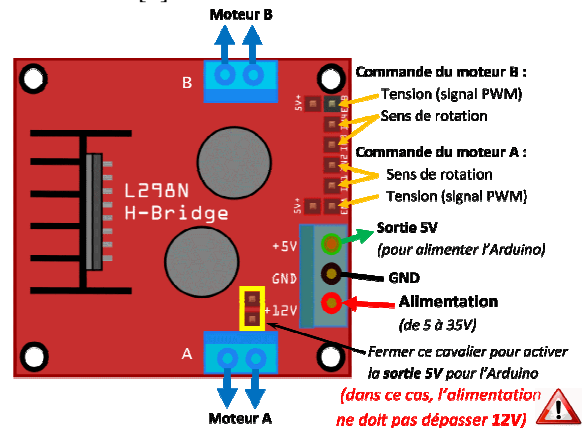 Moteur B
B
5V+
Commande du moteur B :
Tension (signal PWM)
Sens de rotation
Commande du moteur A :
Sens de rotation
Tension (signal PWM)
5V+
L298N
H-Bridge
+5V
GND
+12V
Sortie 5V
(pour alimenter l'Arduino)
GND
Alimentation
(de 5 à 35V)
A
Fermer ce cavalier pour activer
la sortie 5V pour l'Arduino
(dans ce cas, l'alimentation
ne doit pas dépasser 12V)
Moteur A